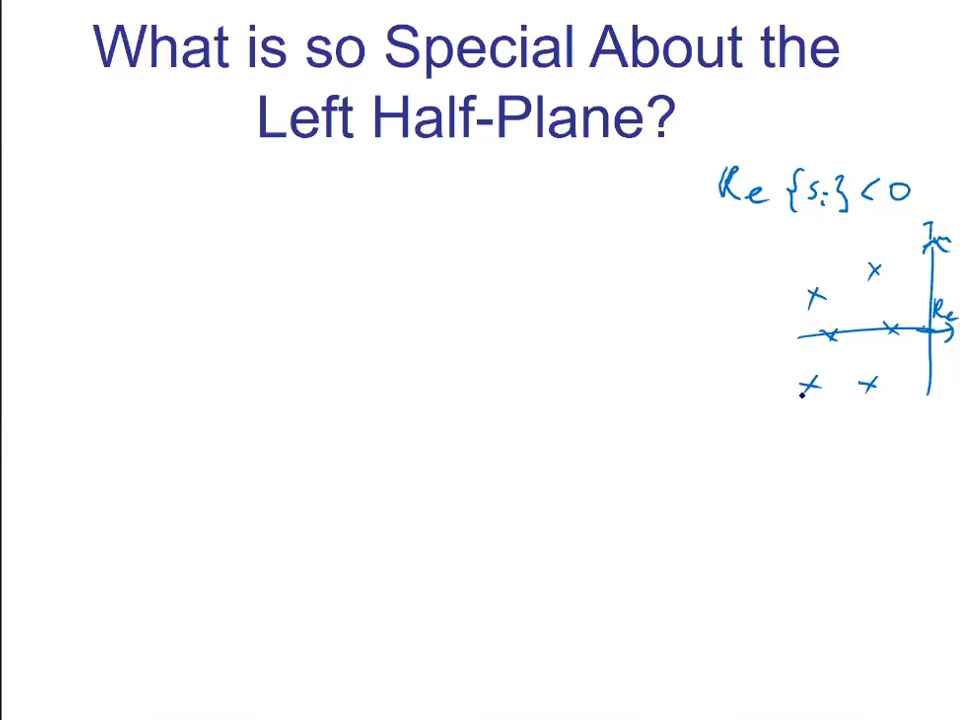 What is so Special About the
Left Half-Plane?
Re {si} < 0
Im
Re